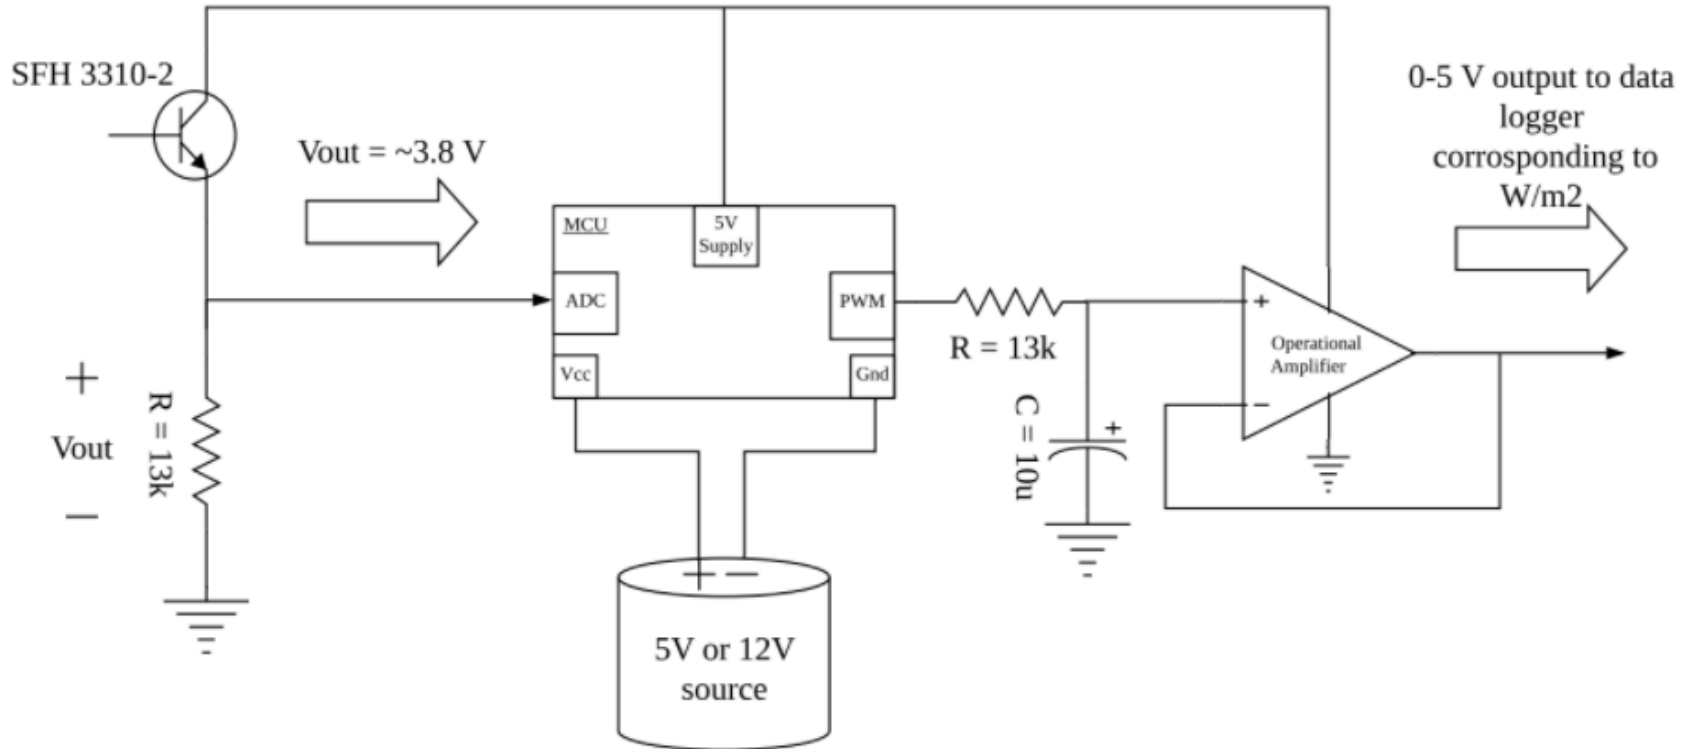 SFH 3310-2
Vout = ~3.8 V
0-5 V output to data
logger
corrosponding to
W/m2
MCU
5V
Supply
ADC
PWM
Vcc
Gnd
R = 13k
+
Vout
−
R = 13k
C = 10u
+
+
Operational
Amplifier
−
+ −
5V or 12V
source